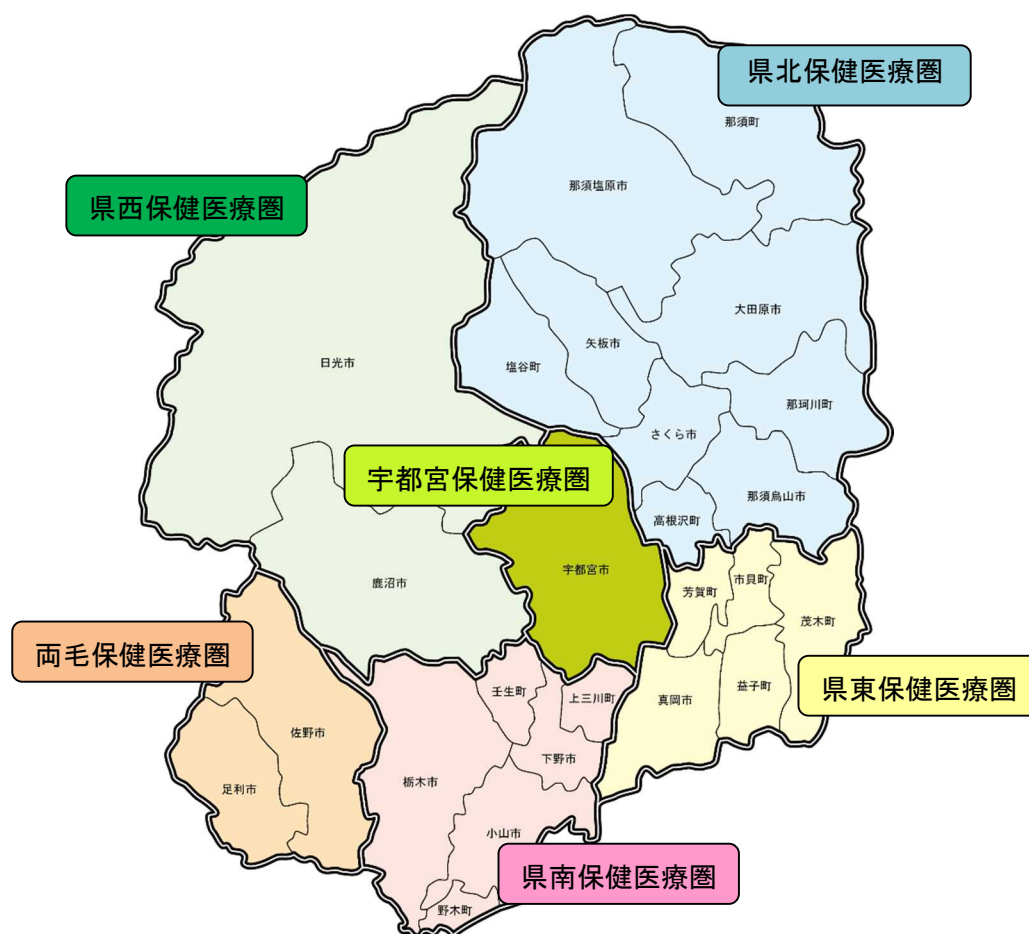 県北保健医療圏
那須町
那須塩原市
県西保健医療圏
大田原市
矢板市
日光市
塩谷町
那珂川町
さくら市
宇都宮保健医療圏
那須烏山市
高根沢町
宇都宮市
鹿沼市
芳賀町
市貝町
茂木町
両毛保健医療圏
県東保健医療圏
壬生町
上三川町
真岡市
益子町
佐野市
下野市
栃木市
足利市
小山市
県南保健医療圏
野木町